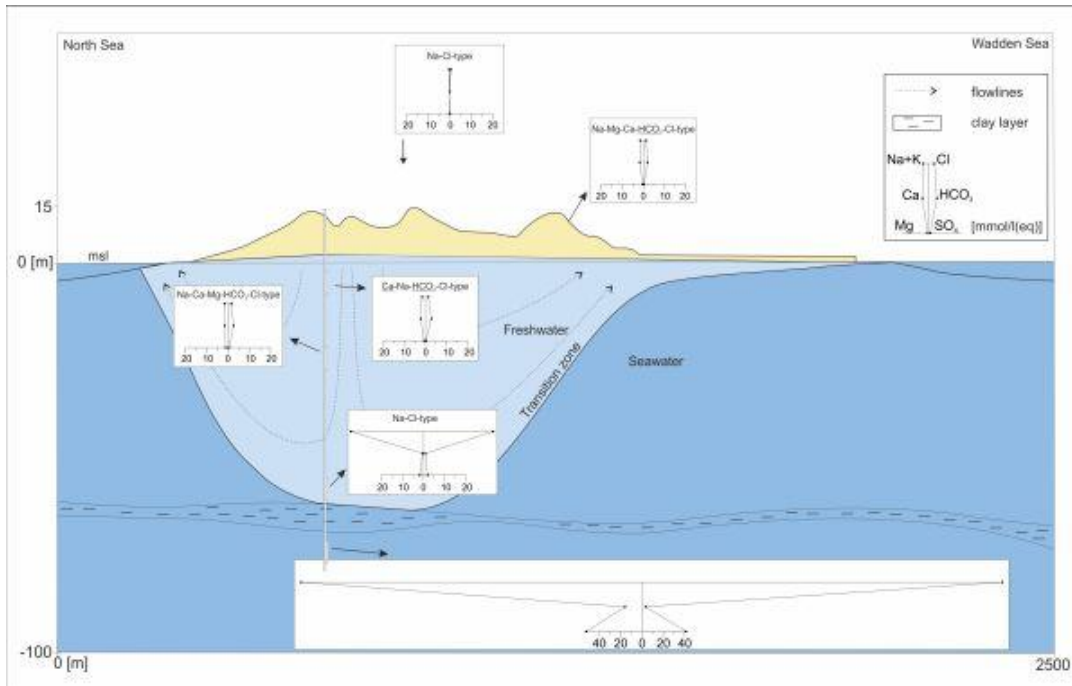 North Sea
Wadden Sea
Na-Cl-type
20 10 0 10 20
Na-Mg-Ca-HCO₃-Cl-type
20 10 0 10 20
flowlines
clay layer
Na+K Cl
Ca HCO₃
Mg SO₄ [mmol/l(eq)]
15
0 [m]
msl
Na-Ca-Mg-HCO₃-Cl-type
20 10 0 10 20
Ca-Na-HCO₃-Cl-type
20 10 0 10 20
Freshwater
Transition zone
Seawater
Na-Cl-type
20 10 0 10 20
40 20 0 20 40
-100
0 [m]
2500